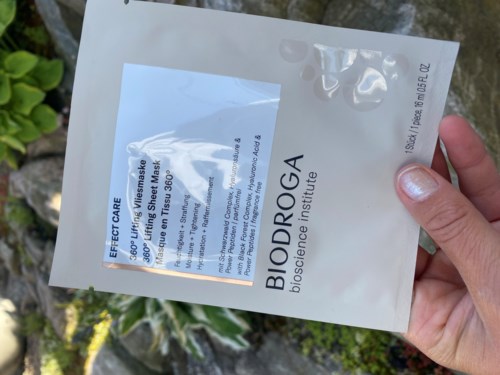 EFFECT CARE
360° Lifting Vliesmaske
360° Lifting Sheet Mask
Masque en Tissu 360°
Feuchtigkeit + Straffung
Moisture + Tightening
Hydratation + Raffermissement
mit Schwarzwald Complex, Hyaluronsäure &
Power Peptiden | parfümfrei
with Black Forest Complex, Hyaluronic Acid &
Power Peptides | fragrance free
BIODROGA
bioscience institute
1 Stück / 1 piece, 16 ml 0.5 FL. OZ.